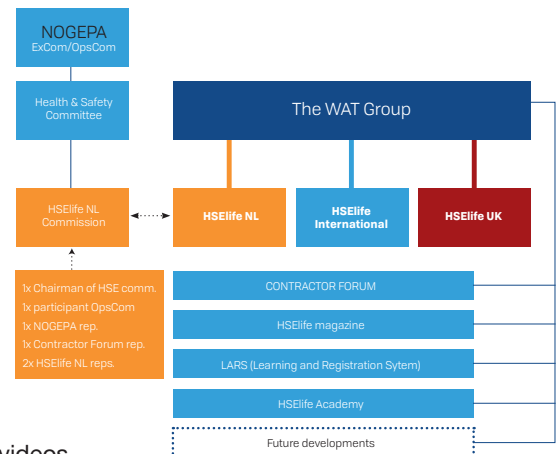 NOGEPA
ExCom/OpsCom
Health & Safety
Committee
The WAT Group
HSElife NL
Commission
HSElife NL
HSElife
International
HSElife UK
1x Chairman of HSE comm.
1x participant OpsCom
1x NOGEPA rep.
1x Contractor Forum rep.
2x HSElife NL reps.
CONTRACTOR FORUM
HSElife magazine
LARS (Learning and Registration Sytem)
HSElife Academy
Future developments
videos